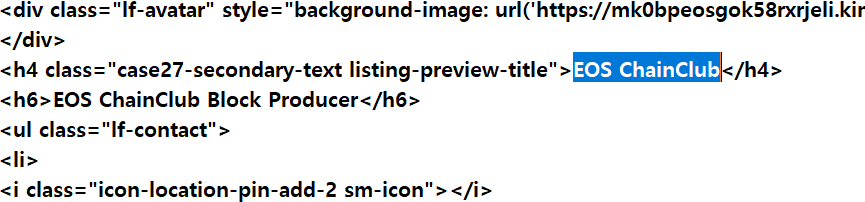 <div class="lf-avatar" style="background-image: url('https://mk0bpeosgok58rxrjeli.kin
</div>
<h4 class="case27-secondary-text listing-preview-title">EOS ChainClub</h4>
<h6>EOS ChainClub Block Producer</h6>
<ul class="lf-contact">
<li>
<i class="icon-location-pin-add-2 sm-icon"></i>